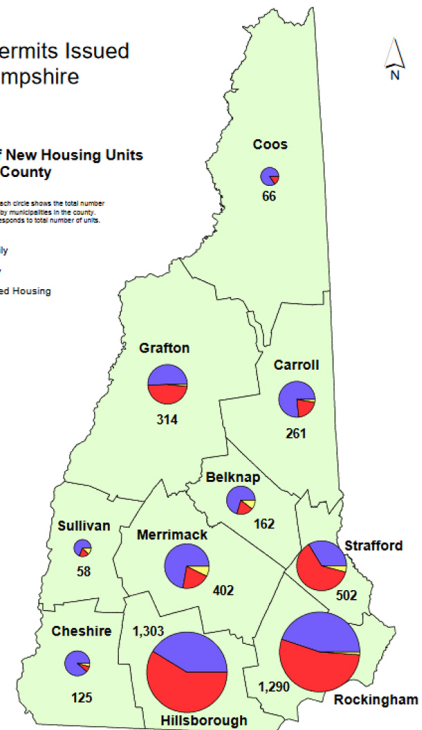 ermits Issued
mpshire
N
f New Housing Units
County
ach circle shows the total number
by municipalities in the county.
esponds to total number of units.
ily
ed Housing
Coos
66
Grafton
314
Carroll
261
Belknap
162
Sullivan
58
Merrimack
402
Strafford
502
Cheshire
125
1,303
Hillsborough
1,290
Rockingham